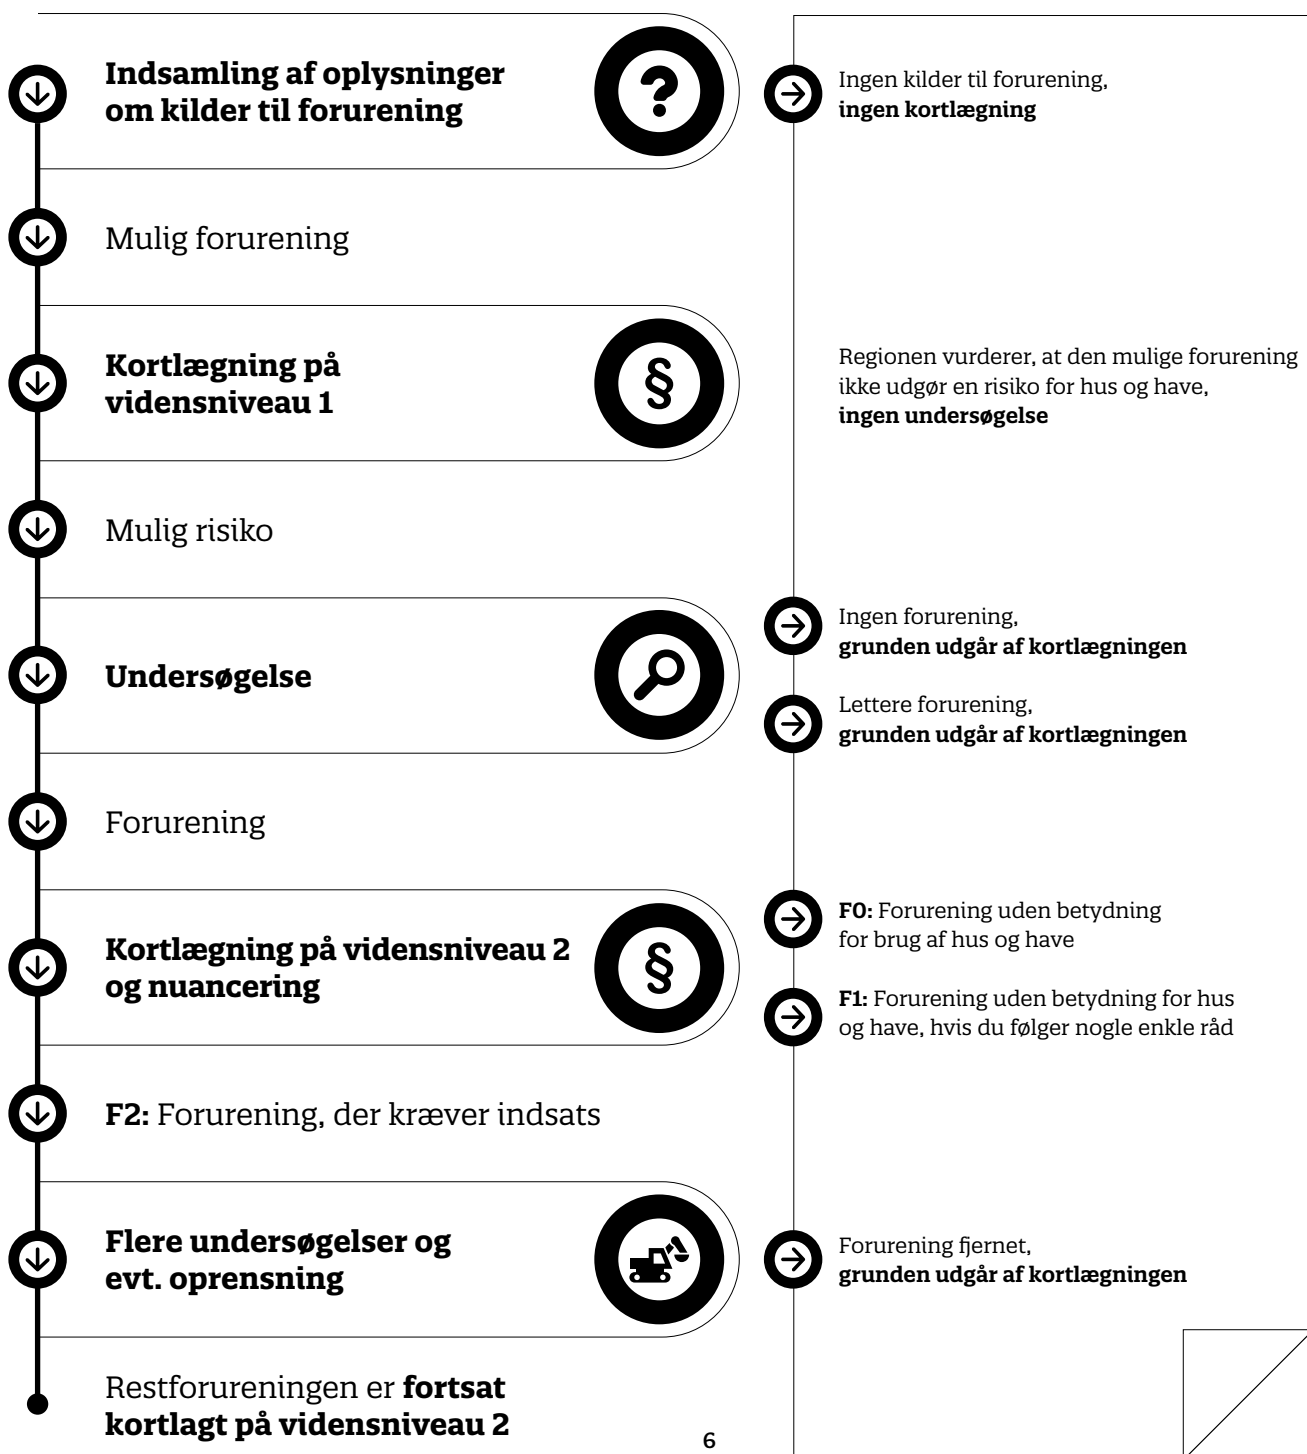 Indsamling af oplysninger
om kilder til forurening
?
Ingen kilder til forurening,
ingen kortlægning
Mulig forurening
Kortlægning på
vidensniveau 1
§
Regionen vurderer, at den mulige forurening
ikke udgør en risiko for hus og have,
ingen undersøgelse
Mulig risiko
Undersøgelse
Ingen forurening,
grunden udgår af kortlægningen
Lettere forurening,
grunden udgår af kortlægningen
Forurening
Kortlægning på vidensniveau 2
og nuancering
§
F0: Forurening uden betydning
for brug af hus og have
F1: Forurening uden betydning for hus
og have, hvis du følger nogle enkle råd
F2: Forurening, der kræver indsats
Flere undersøgelser og
evt. oprensning
Forurening fjernet,
grunden udgår af kortlægningen
Restforureningen er fortsat
kortlagt på vidensniveau 2
6